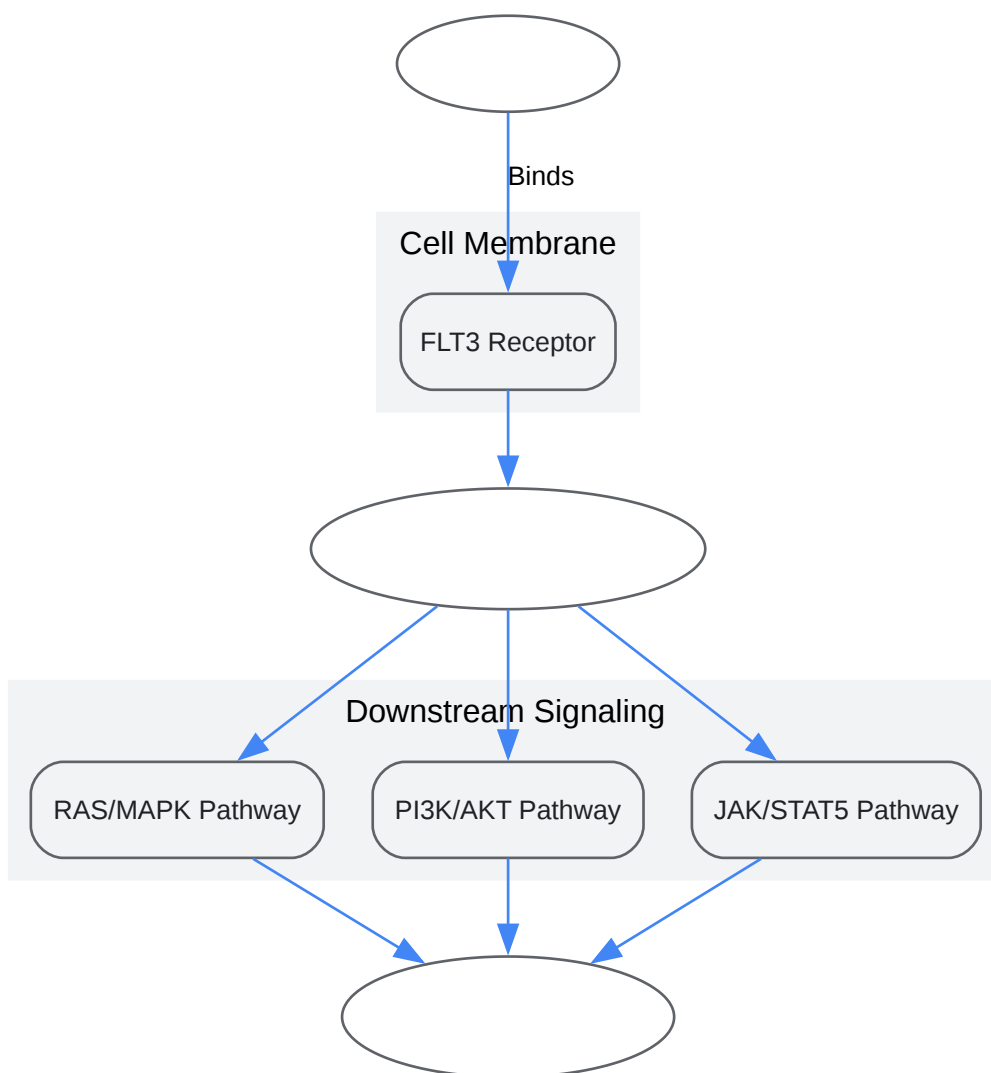 Binds
Cell Membrane
FLT3 Receptor
Downstream Signaling
RAS/MAPK Pathway
PI3K/AKT Pathway
JAK/STAT5 Pathway